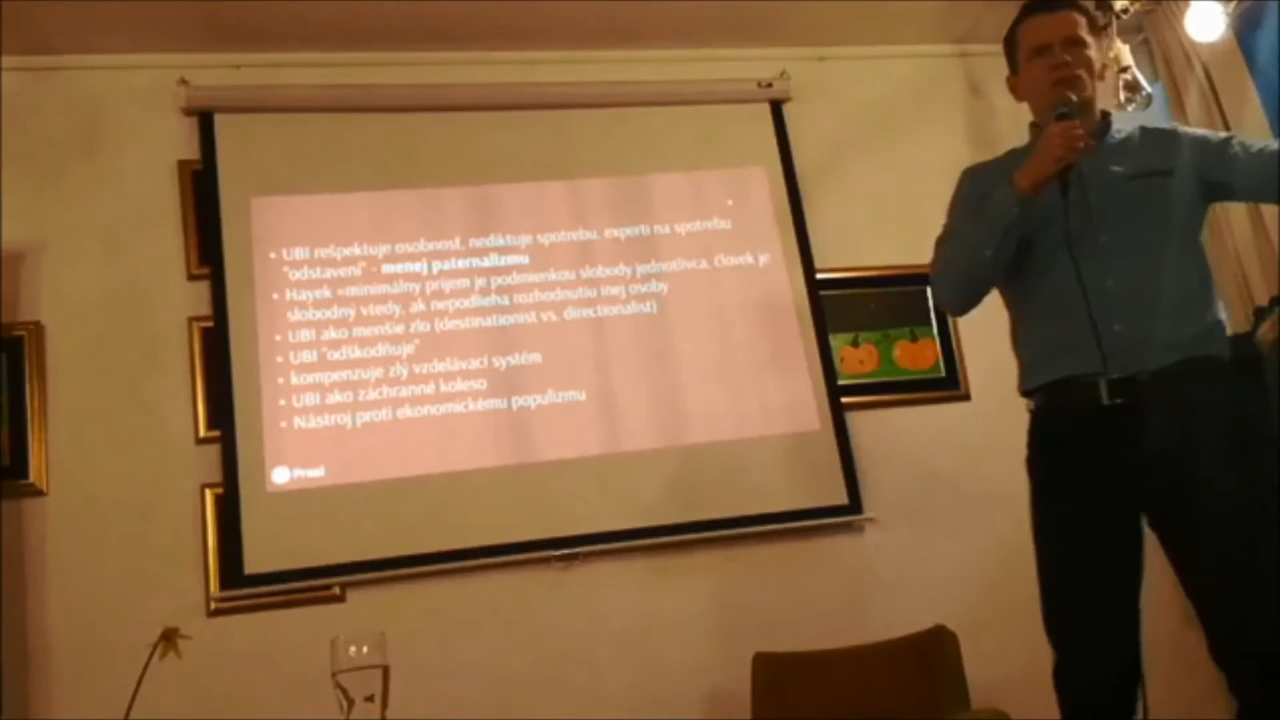 • UBI rešpektuje osobnosť, nediktuje spotrebu, experti na spotrebu
"odstavení" - menej paternalizmu
• Hayek =minimálny príjem je podmienkou slobody jednotlivca, človek je
slobodný vtedy, ak nepodlieha rozhodnutiu inej osoby
• UBI ako menšie zlo (destinationist vs. directionalist)
• UBI "odškodňuje"
• kompenzuje zlý vzdelávací systém
• UBI ako záchranné koleso
• Nástroj proti ekonomickému populizmu